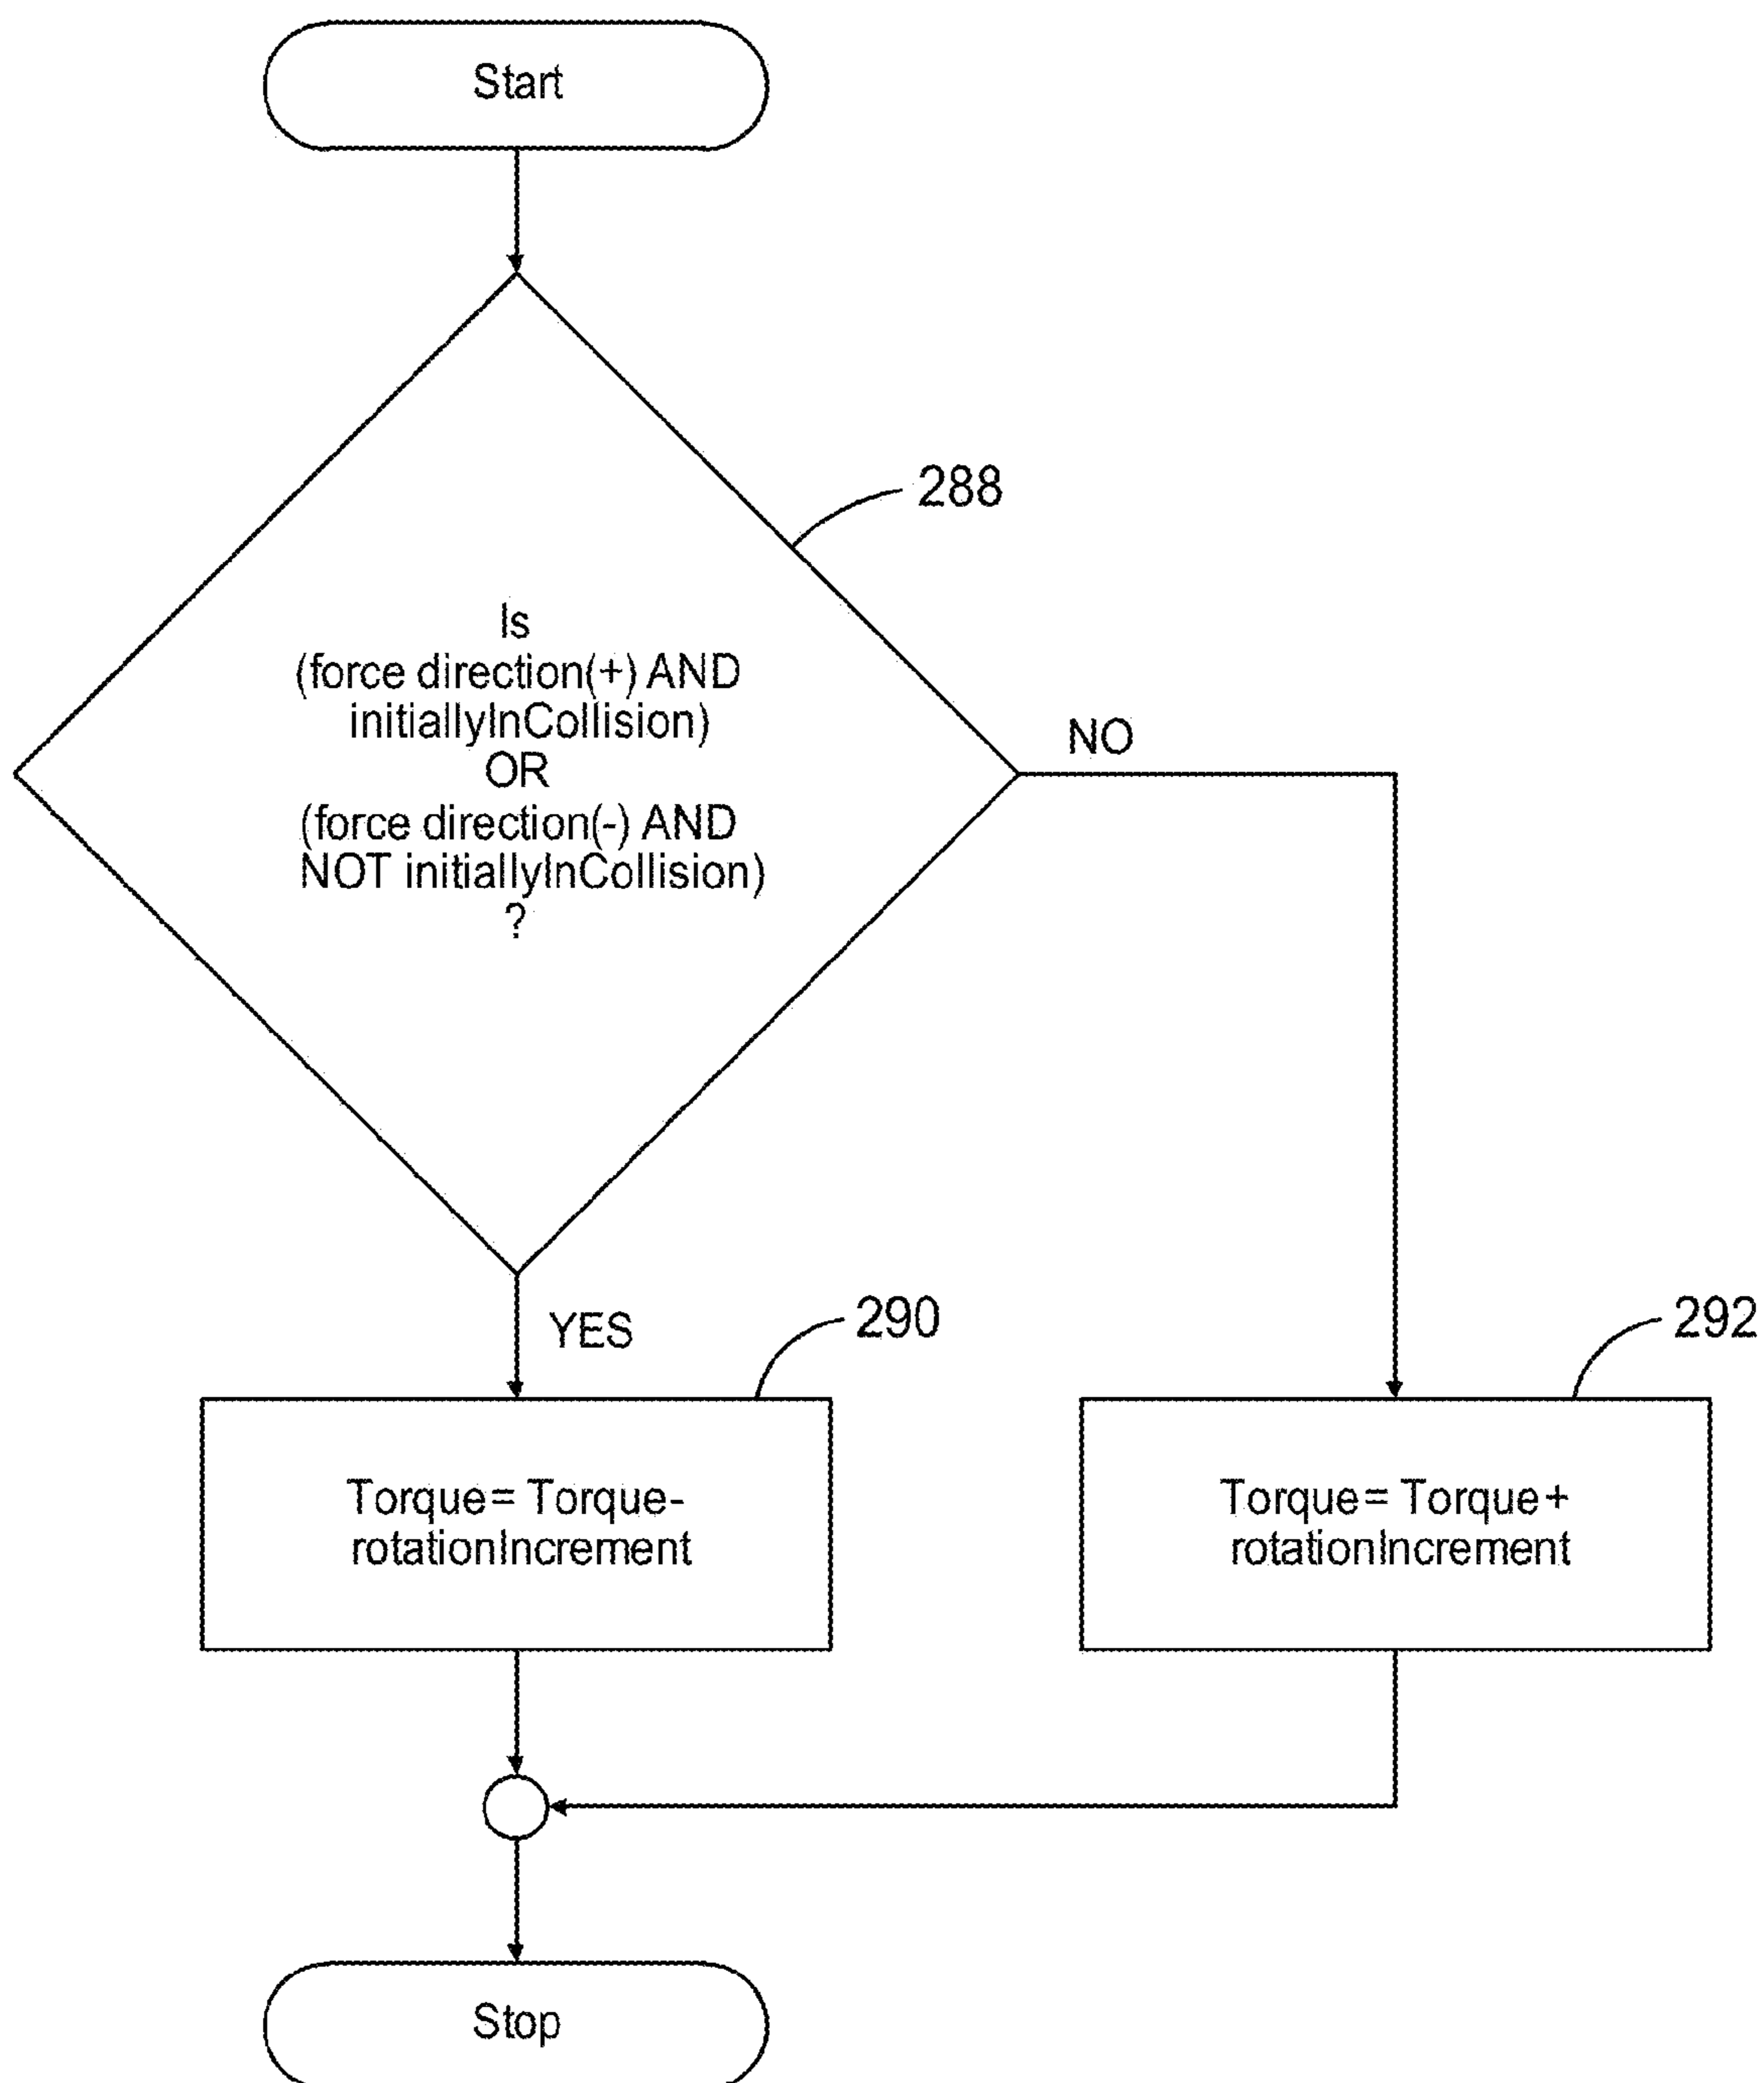 Start
288
Is
(force direction(+) AND
initiallyInCollision)
OR
(force direction(-) AND
NOT initiallyInCollision)
?
NO
YES
290
292
Torque= Torque-
rotationIncrement
Torque= Torque+
rotationIncrement
Stop